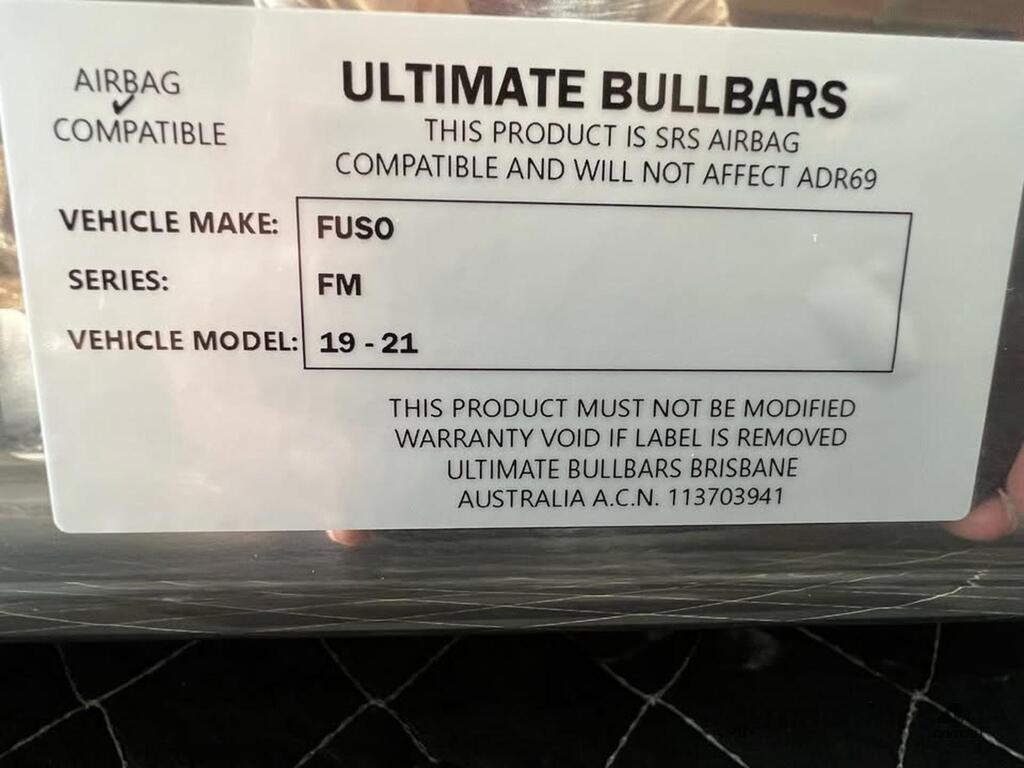 AIRBAG
✓
COMPATIBLE
ULTIMATE BULLBARS
THIS PRODUCT IS SRS AIRBAG
COMPATIBLE AND WILL NOT AFFECT ADR69
VEHICLE MAKE: FUSO
SERIES: FM
VEHICLE MODEL: 19 - 21
THIS PRODUCT MUST NOT BE MODIFIED
WARRANTY VOID IF LABEL IS REMOVED
ULTIMATE BULLBARS BRISBANE
AUSTRALIA A.C.N. 113703941